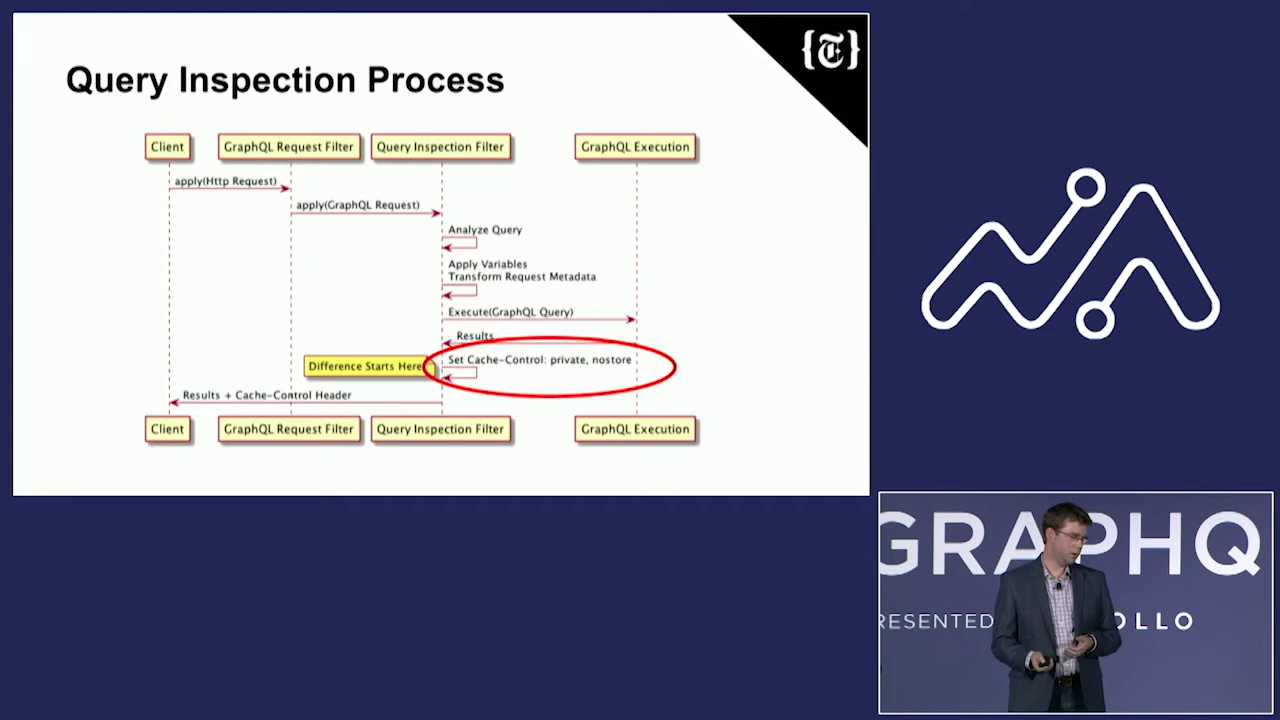 {T}
Query Inspection Process
Client
GraphQL Request Filter
Query Inspection Filter
GraphQL Execution
apply(Http Request)
apply(GraphQL Request)
Analyze Query
Apply Variables
Transform Request Metadata
Execute(GraphQL Query)
Results
Difference Starts Here
Set Cache-Control: private, nostore
Results + Cache-Control Header
Client
GraphQL Request Filter
Query Inspection Filter
GraphQL Execution
GRAPHQ
RESENTED
OLLO